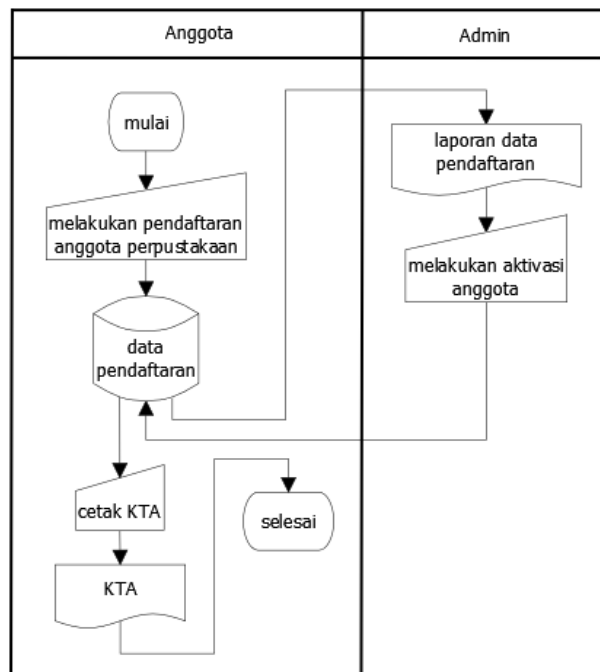 Anggota
Admin
mulai
melakukan pendaftaran
anggota perpustakaan
data
pendaftaran
laporan data
pendaftaran
melakukan aktivasi
anggota
cetak KTA
KTA
selesai